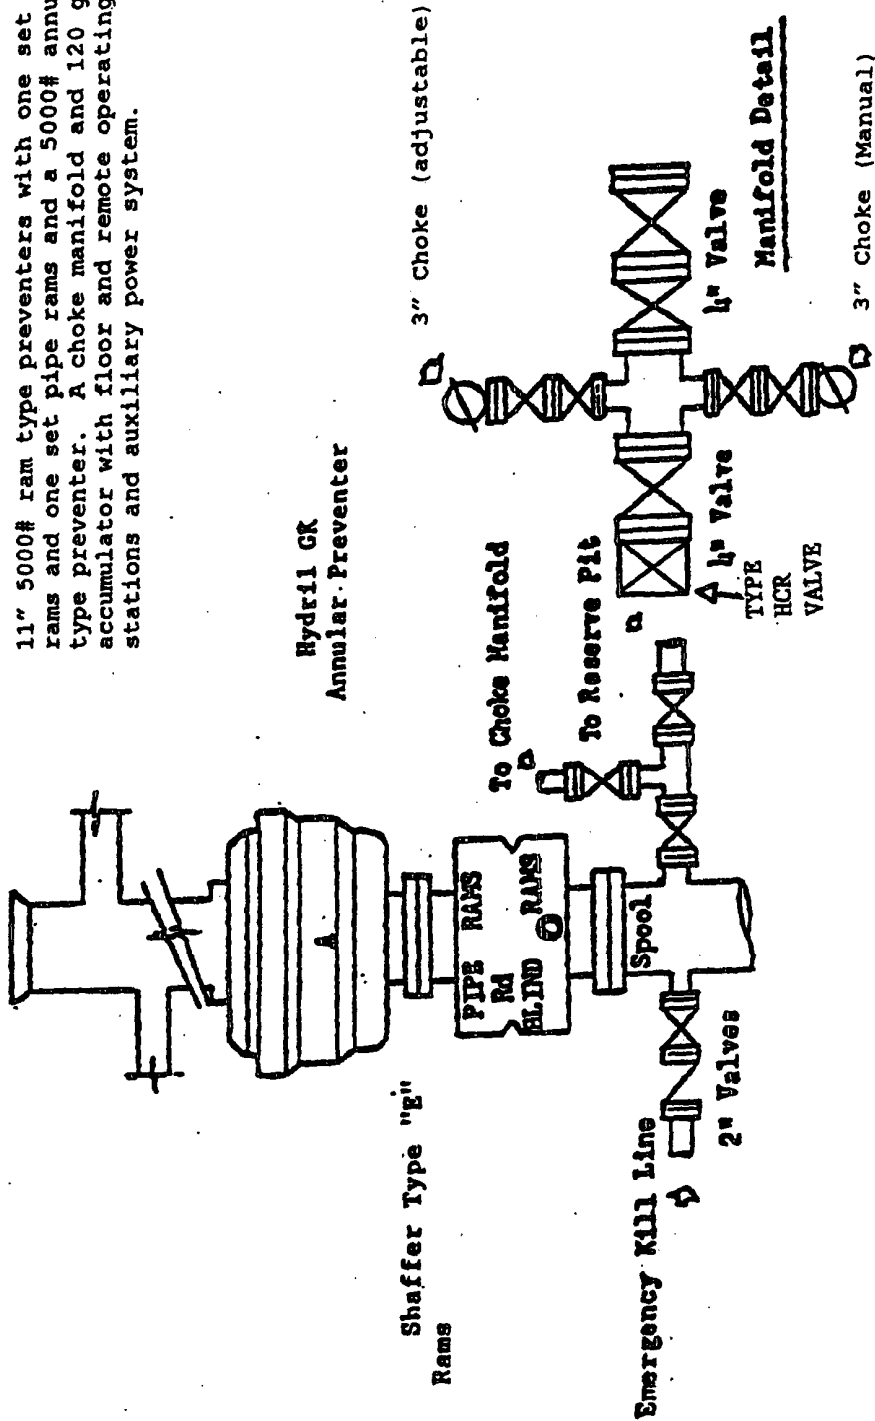 11" 5000# ram type preventers with one set
rams and one set pipe rams and a 5000# annu
type preventer. A choke manifold and 120 g
accumulator with floor and remote operating
stations and auxiliary power system.
Hydril GK
Annular Preventer
Shaffer Type "E"
Rams
PIPE RAMS
Rd
BLIND RAMS
Spool
To Choke Manifold
To Reserve Pit
Emergency Kill Line
2" Valves
3" Choke (adjustable)
4" Valve
4" Valve
TYPE
HCR
VALVE
Manifold Detail
3" Choke (Manual)